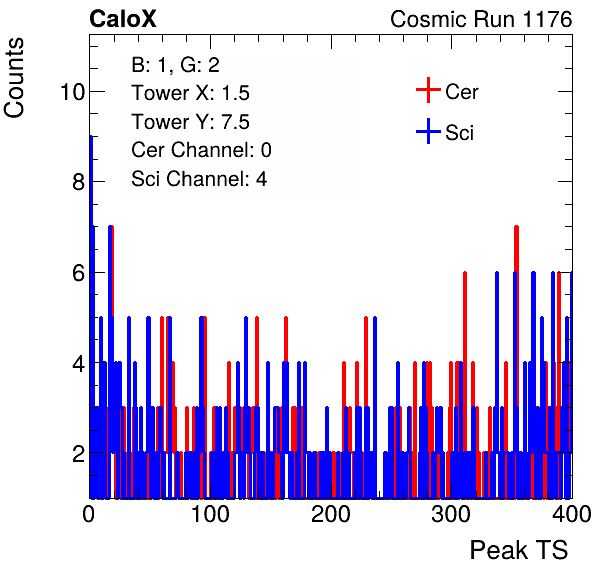 CaloX Cosmic Run 1176
Counts
B: 1, G: 2
Tower X: 1.5
Tower Y: 7.5
Cer Channel: 0
Sci Channel: 4
Cer
Sci
10
8
6
4
2
0 100 200 300 400
Peak TS